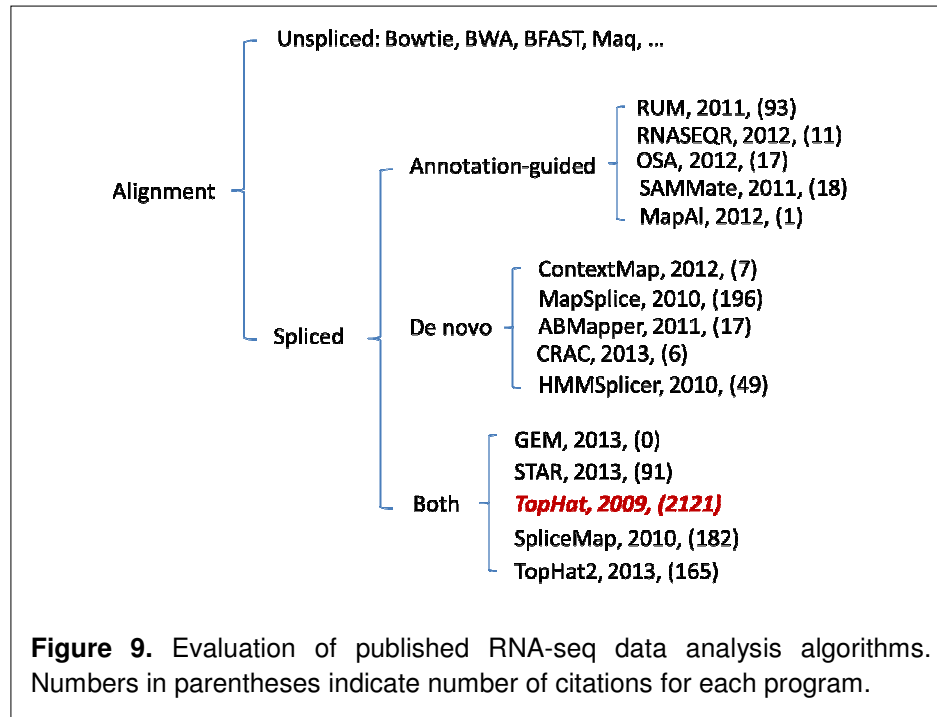 Unspliced: Bowtie, BWA, BFAST, Maq, ...
Alignment
Spliced
Annotation-guided
RUM, 2011, (93)
RNASEQR, 2012, (11)
OSA, 2012, (17)
SAMMate, 2011, (18)
MapAl, 2012, (1)
De novo
ContextMap, 2012, (7)
MapSplice, 2010, (196)
ABMapper, 2011, (17)
CRAC, 2013, (6)
HMMSplicer, 2010, (49)
Both
GEM, 2013, (0)
STAR, 2013, (91)
TopHat, 2009, (2121)
SpliceMap, 2010, (182)
TopHat2, 2013, (165)
Figure 9. Evaluation of published RNA-seq data analysis algorithms.
Numbers in parentheses indicate number of citations for each program.